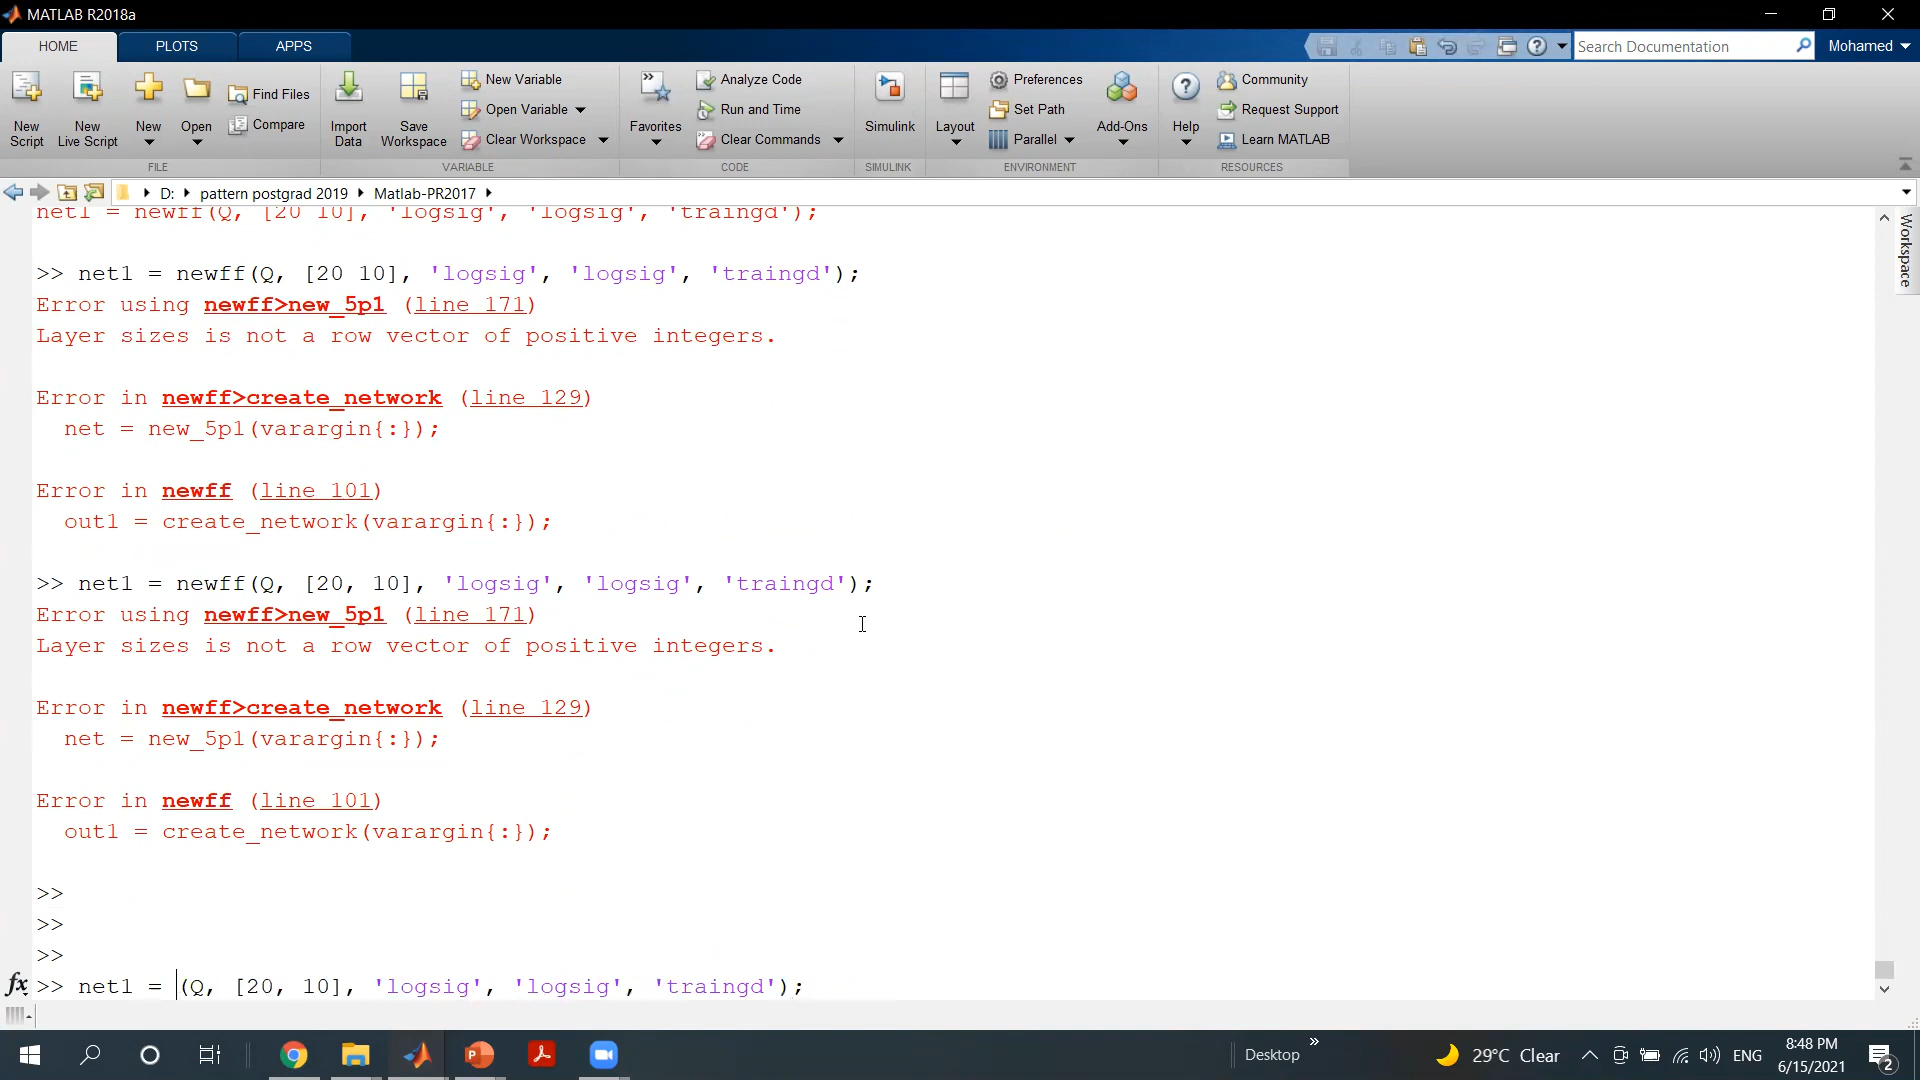 MATLAB R2018a
HOME PLOTS APPS
Search Documentation Mohamed
New Script
New Live Script
New
Open
Find Files
Compare
FILE
Import Data
Save Workspace
New Variable
Open Variable
Clear Workspace
VARIABLE
Favorites
Analyze Code
Run and Time
Clear Commands
CODE
Simulink
SIMULINK
Layout
Preferences
Set Path
Parallel
Add-Ons
ENVIRONMENT
Help
Community
Request Support
Learn MATLAB
RESOURCES
D: pattern postgrad 2019 Matlab-PR2017
Workspace
net1 = newff(Q, [20 10], 'logsig', 'logsig', 'traingd');
>> net1 = newff(Q, [20 10], 'logsig', 'logsig', 'traingd');
Error using newff>new_5p1 (line 171)
Layer sizes is not a row vector of positive integers.
Error in newff>create_network (line 129)
net = new_5p1(varargin{:});
Error in newff (line 101)
out1 = create_network(varargin{:});
>> net1 = newff(Q, [20, 10], 'logsig', 'logsig', 'traingd');
Error using newff>new_5p1 (line 171)
Layer sizes is not a row vector of positive integers.
Error in newff>create_network (line 129)
net = new_5p1(varargin{:});
Error in newff (line 101)
out1 = create_network(varargin{:});
>>
>>
>>
fx >> net1 = (Q, [20, 10], 'logsig', 'logsig', 'traingd');
Desktop » 29°C Clear ENG 8:48 PM
6/15/2021 2